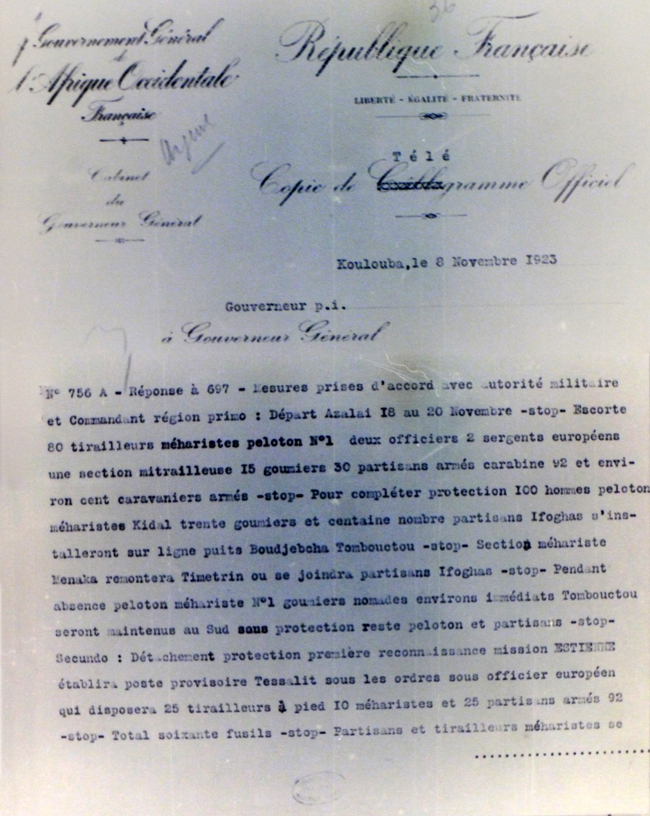 36
Gouvernement Général
de
l'Afrique Occidentale
Française
Cabinet
du
Gouverneur Général
République Française
LIBERTÉ - ÉGALITÉ - FRATERNITÉ
Télé
Copie de Cablogramme Officiel
Koulouba, le 8 Novembre I923
Gouverneur p.i.
à Gouverneur Général
N° 756 A - Réponse à 697 - Mesures prises d'accord avec autorité militaire
et Commandant région primo : Départ Azalai I8 au 20 Novembre -stop- Escorte
80 tirailleurs méharistes peloton N°1 deux officiers 2 sergents européens
une section mitrailleuse I5 goumiers 30 partisans armés carabine 92 et envi-
ron cent caravaniers armés -stop- Pour compléter protection I00 hommes peloton
méharistes Kidal trente goumiers et centaine nombre partisans Ifoghas s'ins-
talleront sur ligne puits Boudjebcha Tombouctou -stop- Section méhariste
Menaka remontera Timetrin ou se joindra partisans Ifoghas -stop- Pendant
absence peloton méhariste N°1 goumiers nomades environs immédiats Tombouctou
seront maintenus au Sud sous protection reste peloton et partisans -stop-
Secundo : Détachement protection première reconnaissance mission ESTIENNE
établira poste provisoire Tessalit sous les ordres sous officier européen
qui disposera 25 tirailleurs à pied I0 méharistes et 25 partisans armés 92
-stop- Total soixante fusils -stop- Partisans et tirailleurs méharistes se
....................